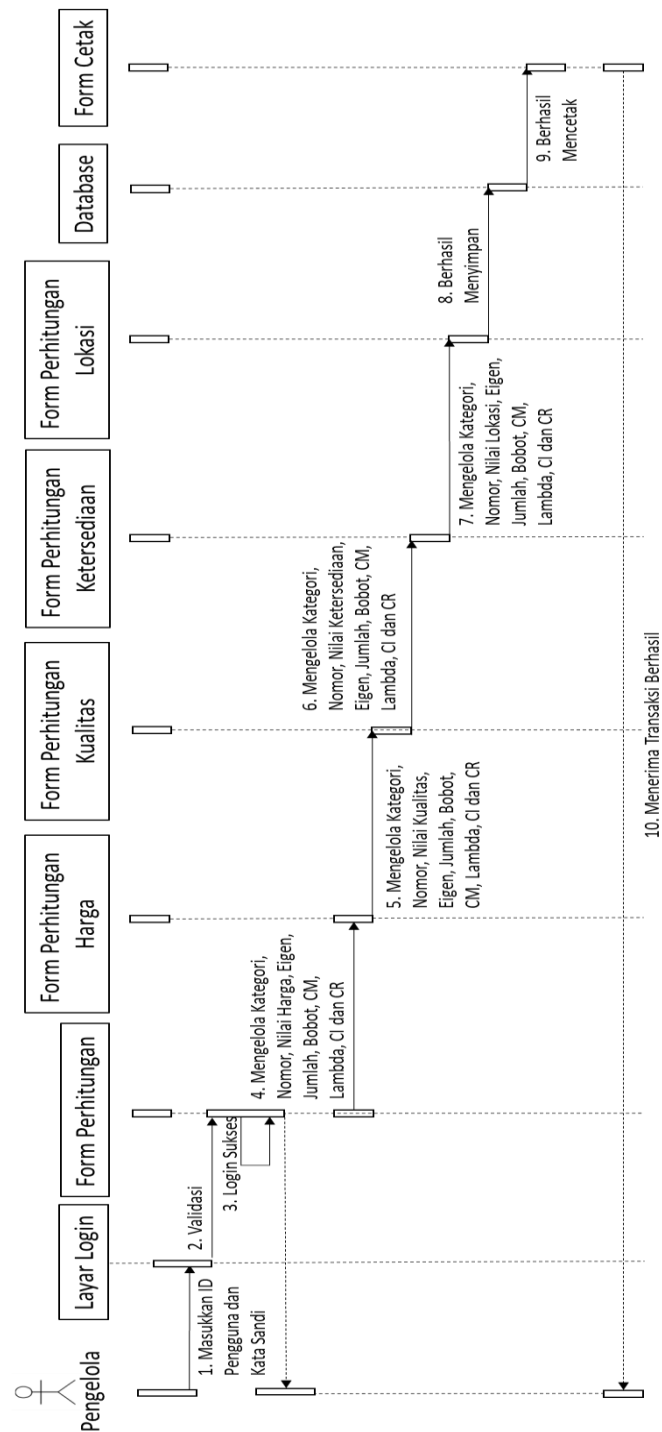 Pengelola
Layar Login
Form Perhitungan
Form Perhitungan
Harga
Form Perhitungan
Kualitas
Form Perhitungan
Ketersediaan
Form Perhitungan
Lokasi
Database
Form Cetak
1. Masukkan ID
Pengguna dan
Kata Sandi
2. Validasi
3. Login Sukses
4. Mengelola Kategori,
Nomor, Nilai Harga, Eigen,
Jumlah, Bobot, CM,
Lambda, CI dan CR
5. Mengelola Kategori,
Nomor, Nilai Kualitas,
Eigen, Jumlah, Bobot,
CM, Lambda, CI dan CR
6. Mengelola Kategori,
Nomor, Nilai Ketersediaan,
Eigen, Jumlah, Bobot, CM,
Lambda, CI dan CR
7. Mengelola Kategori,
Nomor, Nilai Lokasi, Eigen,
Jumlah, Bobot, CM,
Lambda, CI dan CR
8. Berhasil
Menyimpan
9. Berhasil
Mencetak
10. Menerima Transaksi Berhasil